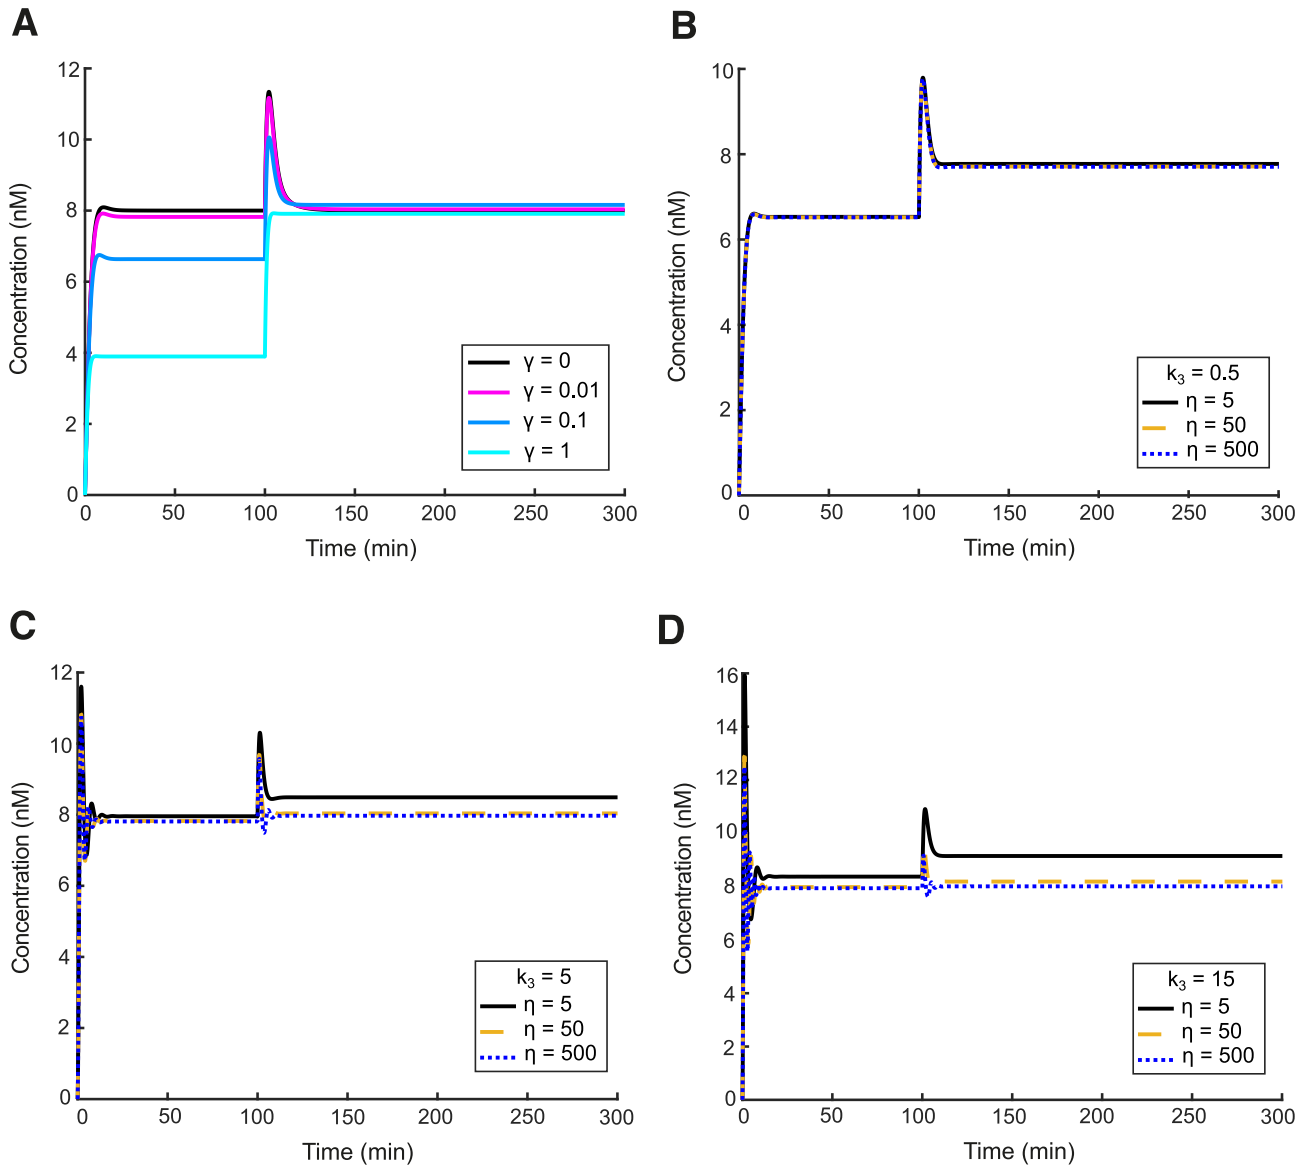 A
Concentration (nM)
12
10
8
6
4
2
0
0 50 100 150 200 250 300
Time (min)
γ = 0
γ = 0.01
γ = 0.1
γ = 1
B
Concentration (nM)
10
8
6
4
2
0
0 50 100 150 200 250 300
Time (min)
k₃ = 0.5
η = 5
η = 50
η = 500
C
Concentration (nM)
12
10
8
6
4
2
0
0 50 100 150 200 250 300
Time (min)
k₃ = 5
η = 5
η = 50
η = 500
D
Concentration (nM)
16
14
12
10
8
6
4
2
0
0 50 100 150 200 250 300
Time (min)
k₃ = 15
η = 5
η = 50
η = 500